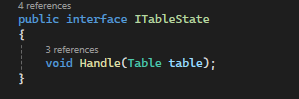 4 references
public interface ITableState
{
3 references
void Handle(Table table);
}